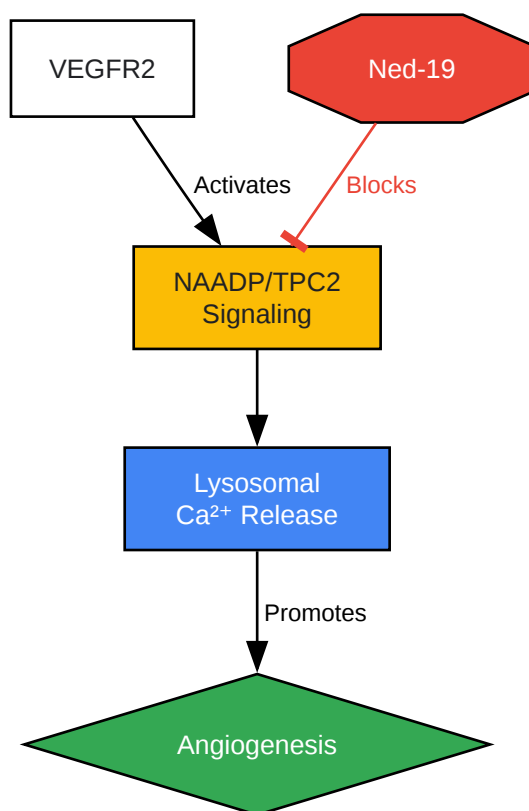 VEGFR2
Ned-19
Activates
Blocks
NAADP/TPC2
Signaling
Lysosomal
Ca²⁺ Release
Promotes
Angiogenesis